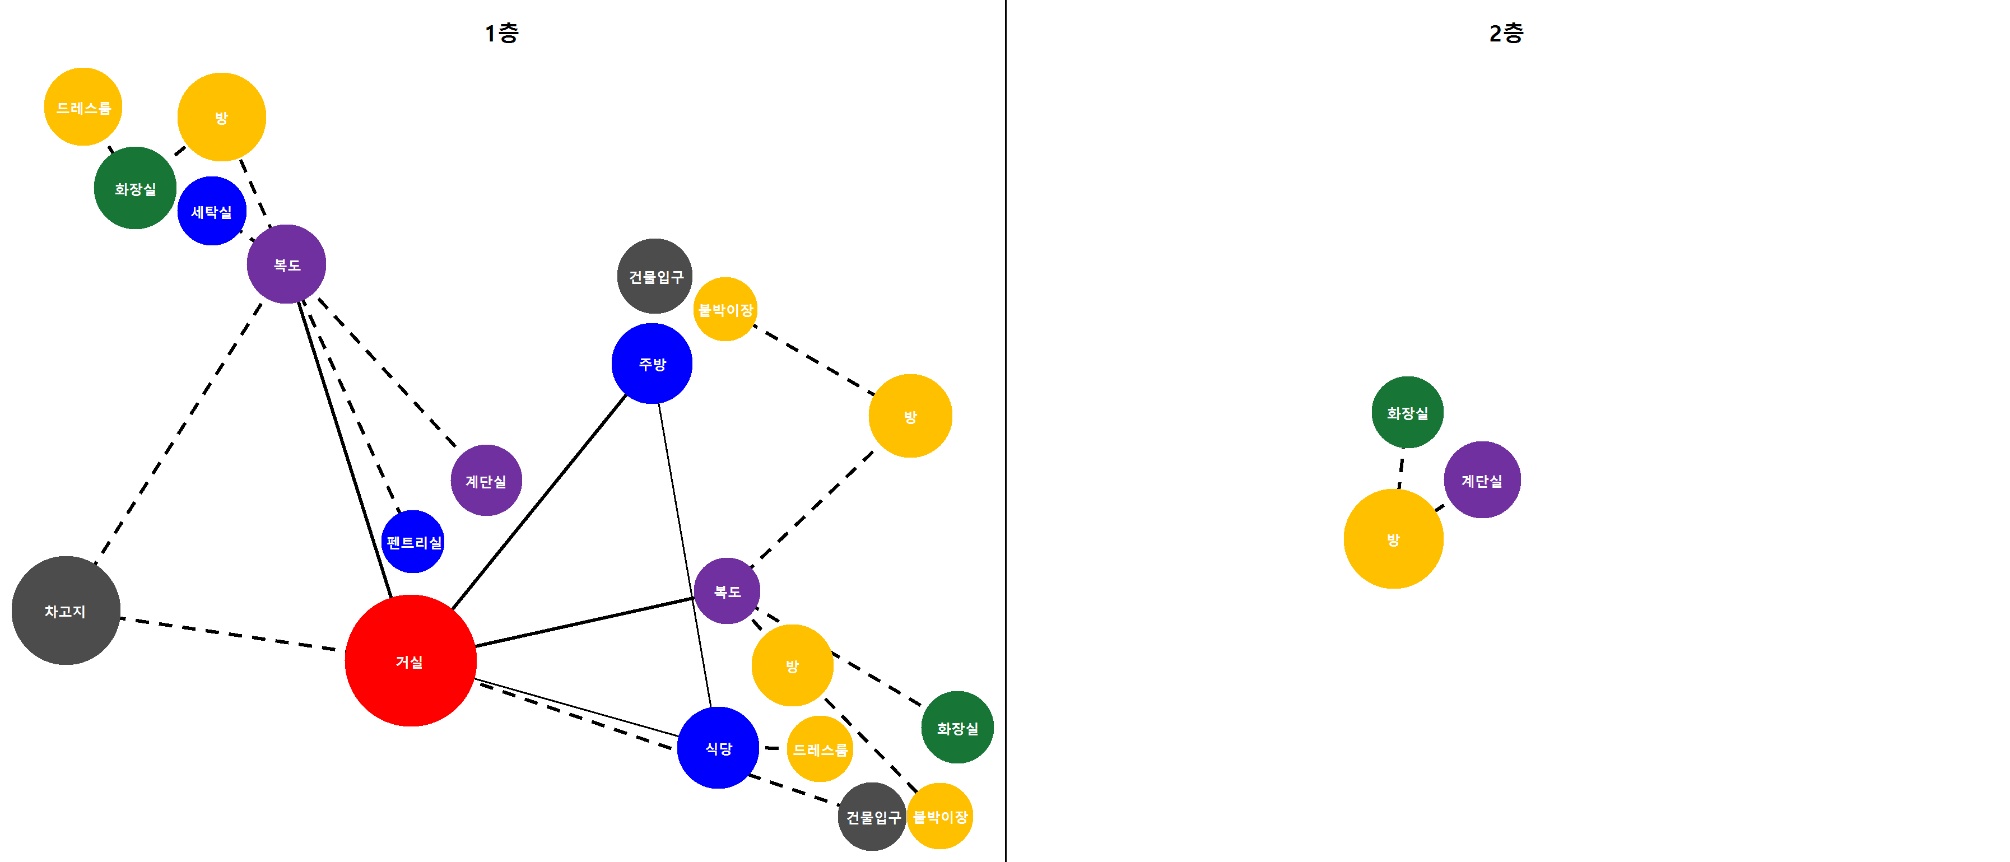 1층
2층
드레스룸
방
화장실
세탁실
복도
건물입구
붙박이장
주방
방
계단실
펜트리실
복도
차고지
거실
방
화장실
식당
드레스룸
건물입구
붙박이장
화장실
계단실
방